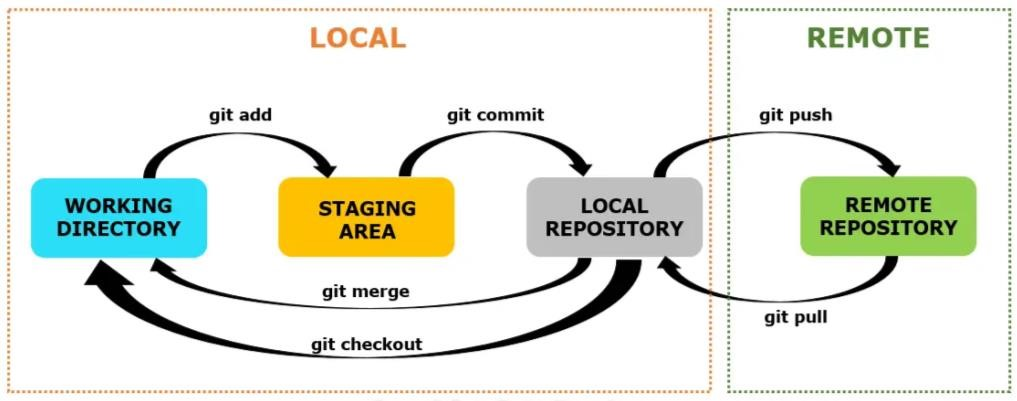 LOCAL
REMOTE
git add
git commit
git push
WORKING
DIRECTORY
STAGING
AREA
LOCAL
REPOSITORY
REMOTE
REPOSITORY
git merge
git checkout
git pull